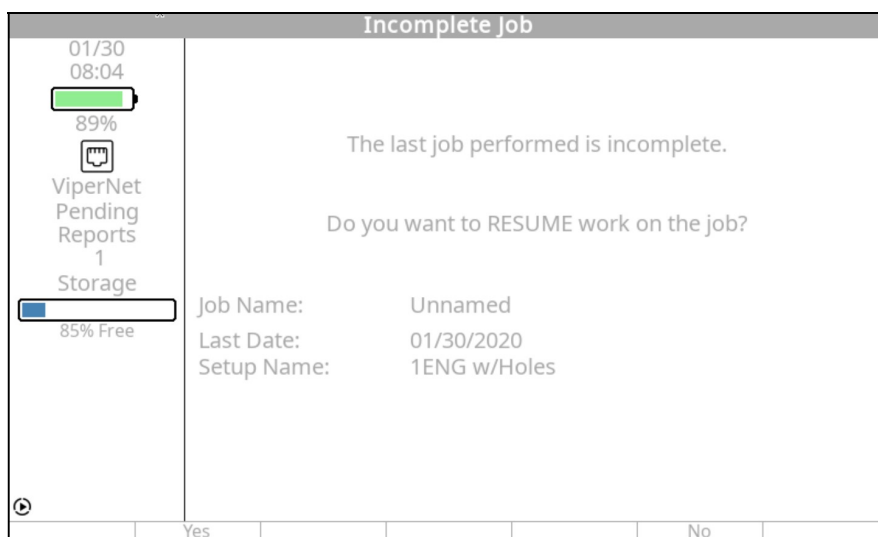 Incomplete Job
01/30
08:04
89%
ViperNet
Pending
Reports
1
Storage
85% Free
The last job performed is incomplete.
Do you want to RESUME work on the job?
Job Name: Unnamed
Last Date: 01/30/2020
Setup Name: 1ENG w/Holes
Yes No